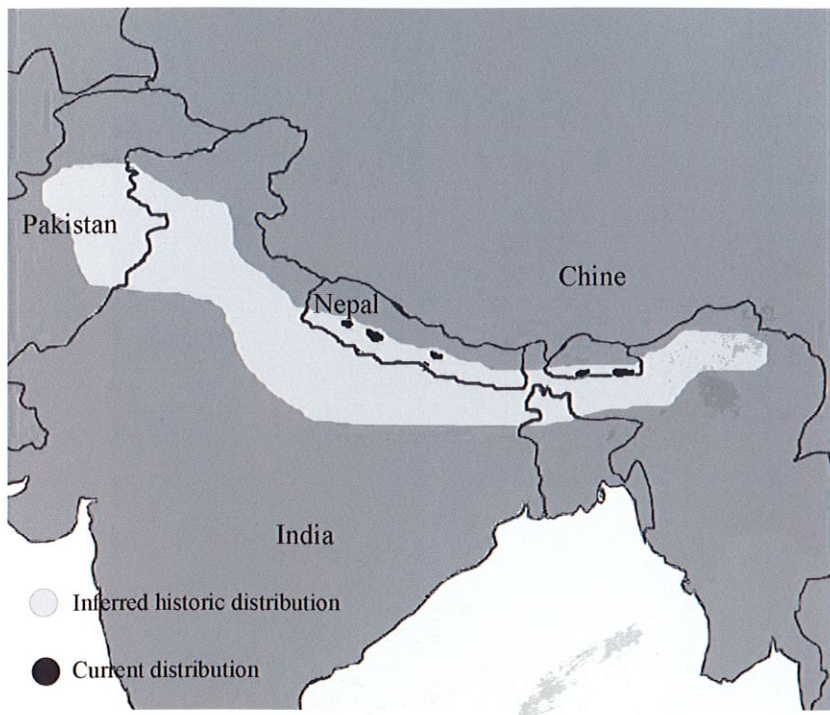 Pakistan
Nepal
Chine
India
Inferred historic distribution
Current distribution